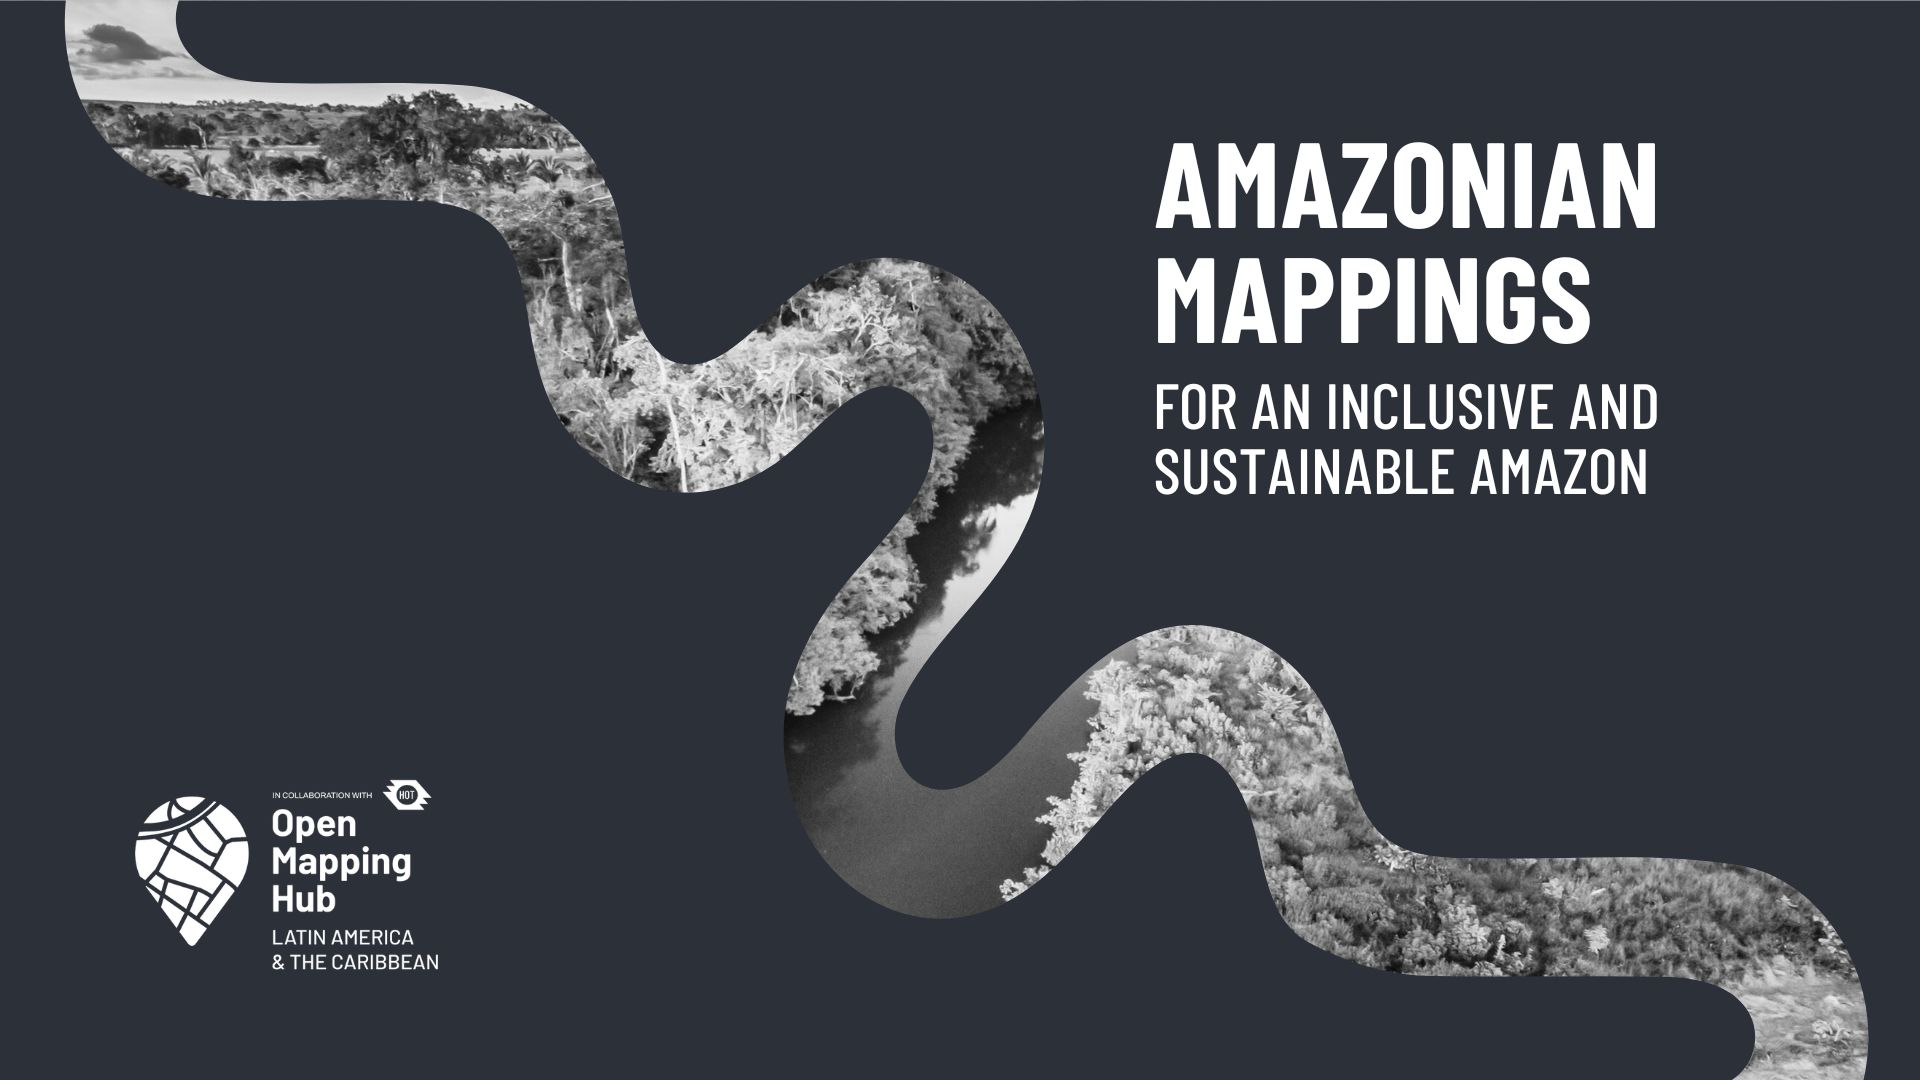 AMAZONIAN
MAPPINGS
FOR AN INCLUSIVE AND
SUSTAINABLE AMAZON
IN COLLABORATION WITH HOT
Open
Mapping
Hub
LATIN AMERICA
& THE CARIBBEAN